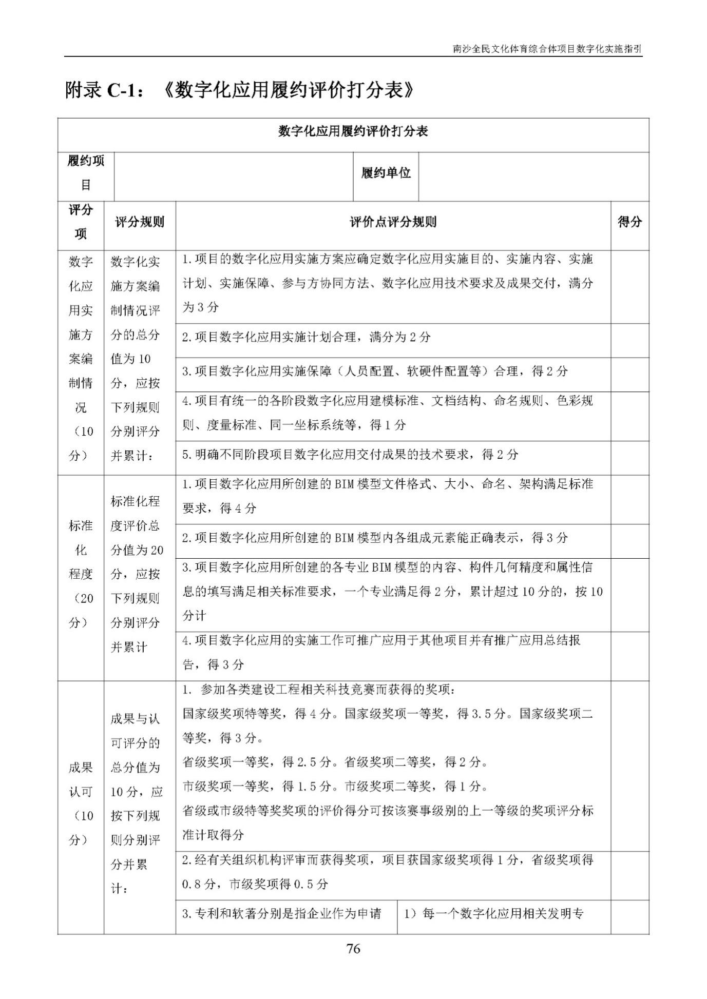 南沙全民文化体育综合体项目数字化实施指引
附录 C-1：《数字化应用履约评价打分表》
数字化应用履约评价打分表
履约项
目
履约单位
评分
项
评分规则
评价点评分规则
得分
数字
化应
用实
施方
案编
制情
况
（10
分）
数字化实
施方案编
制情况评
分的总分
值为 10
分，应按
下列规则
分别评分
并累计：
1.项目的数字化应用实施方案应确定数字化应用实施目的、实施内容、实施
计划、实施保障、参与方协同方法、数字化应用技术要求及成果交付，满分
为 3 分
2.项目数字化应用实施计划合理，满分为 2 分
3.项目数字化应用实施保障（人员配置、软硬件配置等）合理，得 2 分
4.项目有统一的各阶段数字化应用建模标准、文档结构、命名规则、色彩规
则、度量标准、同一坐标系统等，得 1 分
5.明确不同阶段项目数字化应用交付成果的技术要求，得 2 分
标准
化
程度
（20
分）
标准化程
度评价总
分值为 20
分，应按
下列规则
分别评分
并累计
1.项目数字化应用所创建的 BIM 模型文件格式、大小、命名、架构满足标准
要求，得 4 分
2.项目数字化应用所创建的 BIM 模型内各组成元素能正确表示，得 3 分
3.项目数字化应用所创建的各专业 BIM 模型的内容、构件几何精度和属性信
息的填写满足相关标准要求，一个专业满足得 2 分，累计超过 10 分的，按 10
分计
4.项目数字化应用的实施工作可推广应用于其他项目并有推广应用总结报
告，得 3 分
成果
认可
（10
分）
成果与认
可评分的
总分值为
10 分，应
按下列规
则分别评
分并累
计：
1. 参加各类建设工程相关科技竞赛而获得的奖项：
国家级奖项特等奖，得 4 分。国家级奖项一等奖，得 3.5 分。国家级奖项二
等奖，得 3 分。
省级奖项一等奖，得 2.5 分。省级奖项二等奖，得 2 分。
市级奖项一等奖，得 1.5 分。市级奖项二等奖，得 1 分。
省级或市级特等奖奖项的评价得分可按该赛事级别的上一等级的奖项评分标
准计取得分
2.经有关组织机构评审而获得奖项，项目获国家级奖项得 1 分，省级奖项得
0.8 分，市级奖项得 0.5 分
3.专利和软著分别是指企业作为申请
1）每一个数字化应用相关发明专
76